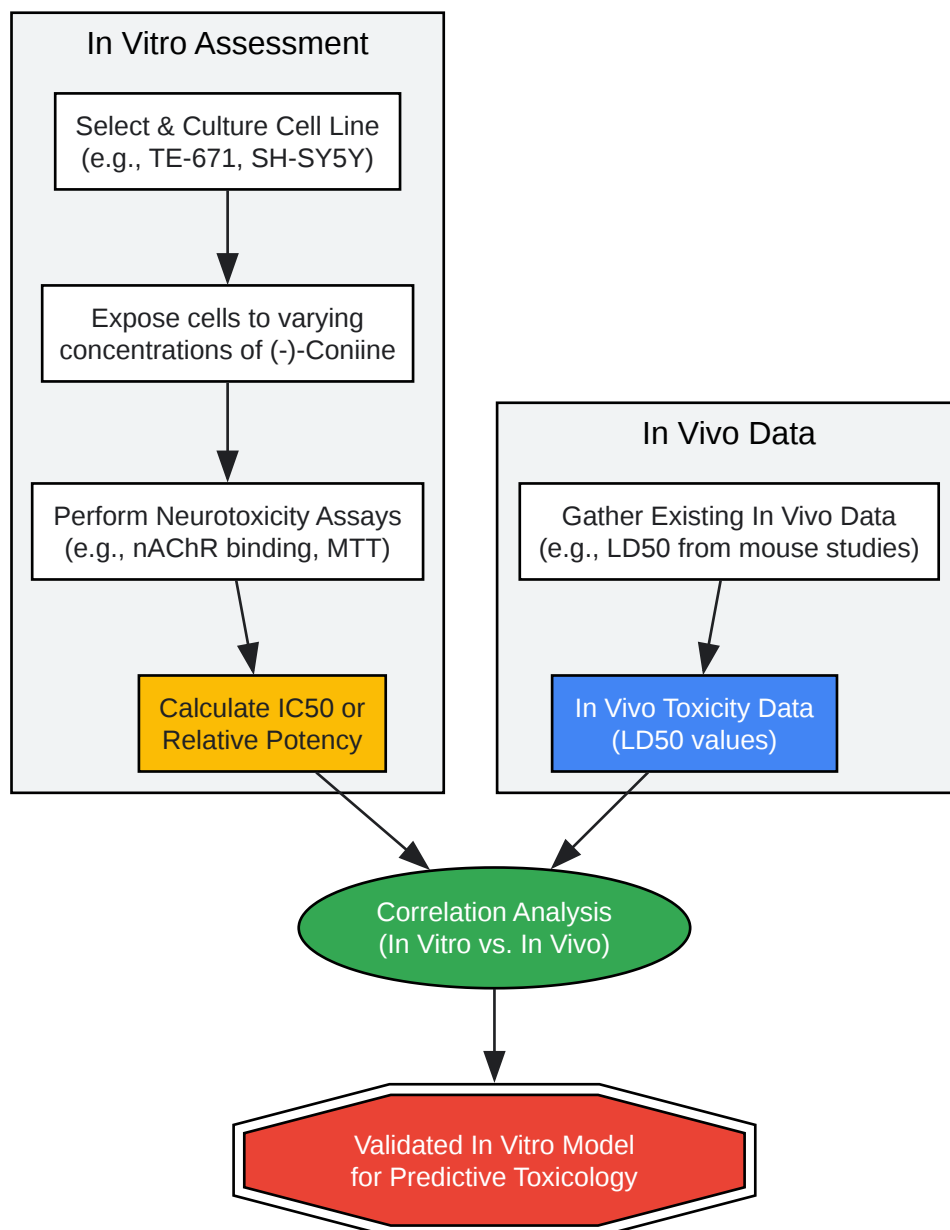 In Vitro Assessment
Select & Culture Cell Line
(e.g., TE-671, SH-SY5Y)
Expose cells to varying
concentrations of (-)-Coniine
Perform Neurotoxicity Assays
(e.g., nAChR binding, MTT)
Calculate IC50 or
Relative Potency
In Vivo Data
Gather Existing In Vivo Data
(e.g., LD50 from mouse studies)
In Vivo Toxicity Data
(LD50 values)
Correlation Analysis
(In Vitro vs. In Vivo)
Validated In Vitro Model
for Predictive Toxicology